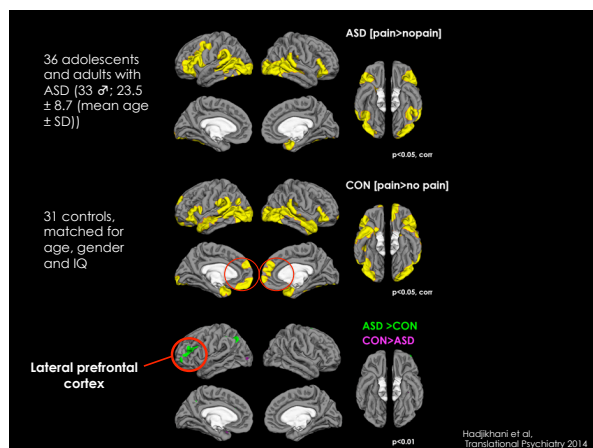 ASD [pain>nopain]
36 adolescents
and adults with
ASD (33 ♂; 23.5
± 8.7 (mean age
± SD))
p<0.05, corr
CON [pain>no pain]
31 controls,
matched for
age, gender
and IQ
p<0.05, corr
ASD >CON
CON>ASD
Lateral prefrontal
cortex
p<0.01
Hadjikhani et al,
Translational Psychiatry 2014